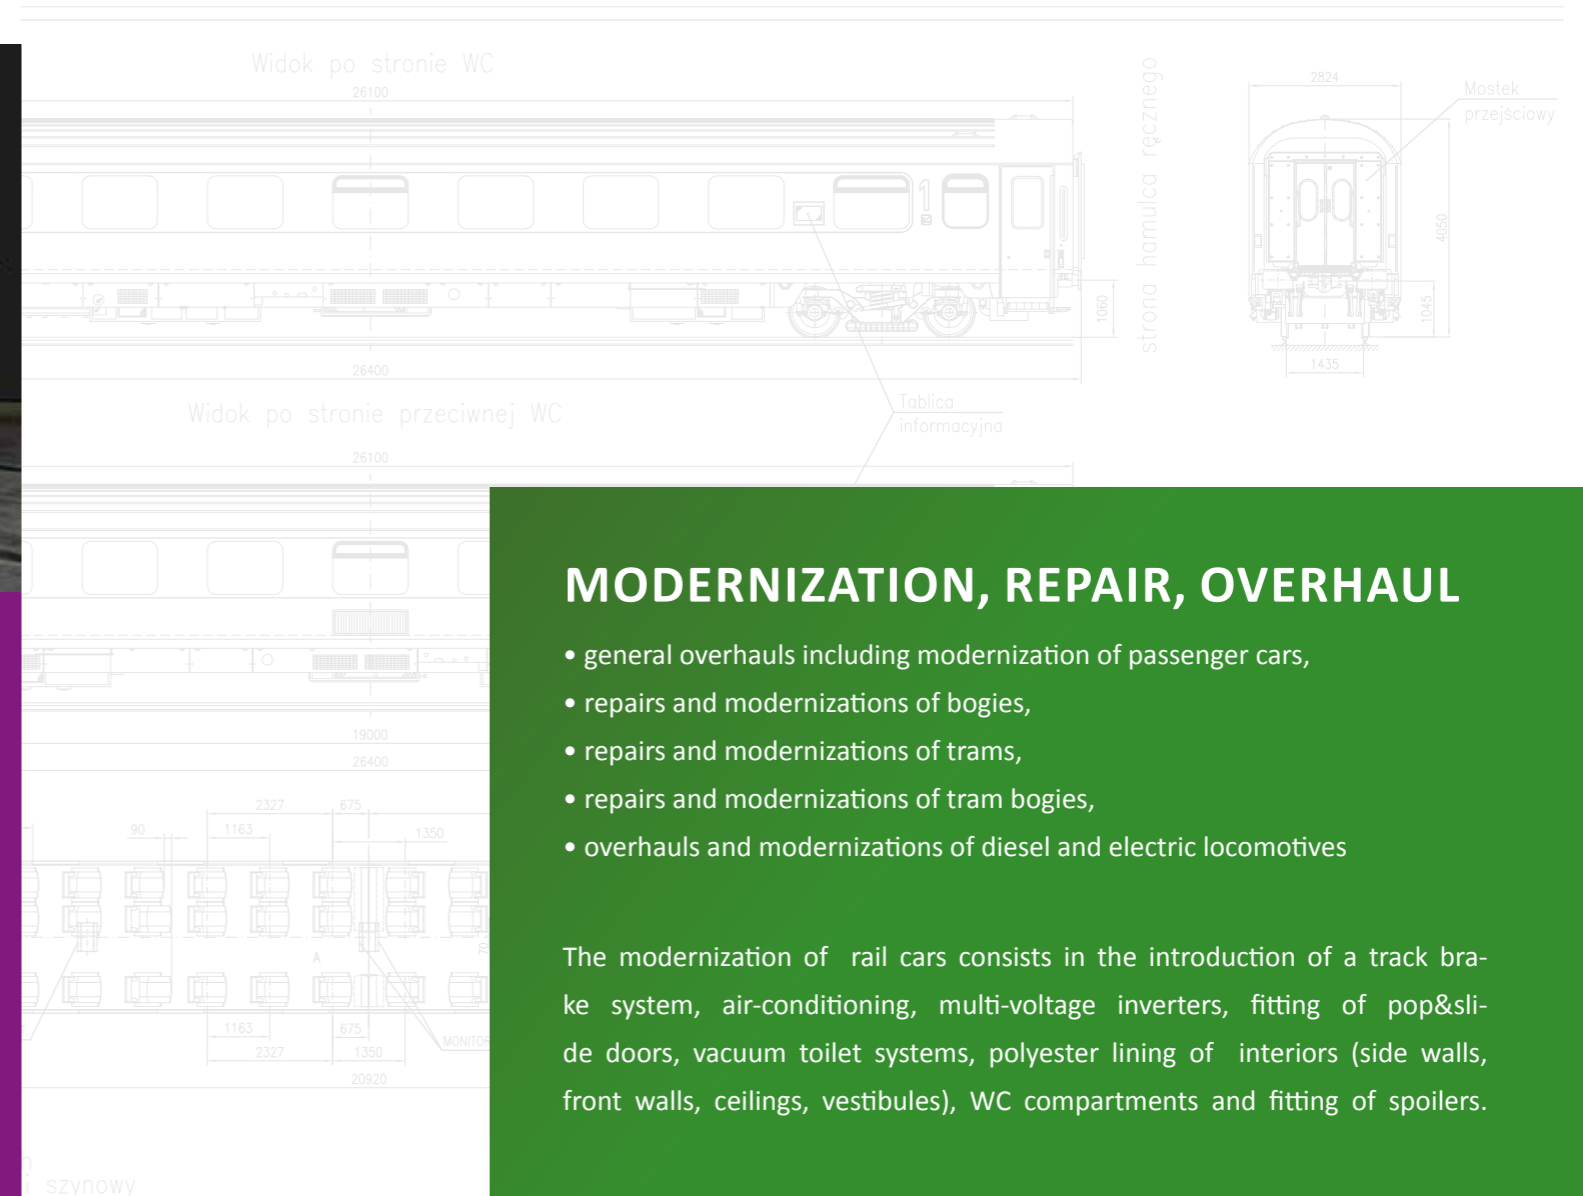 Widok po stronie WC
26100
strona hamulca ręcznego
2824
Mostek
przejściowy
1
4050
1060
1045
26400
1435
Widok po stronie przeciwnej WC
Tablica
informacyjna
26100
MODERNIZATION, REPAIR, OVERHAUL
• general overhauls including modernization of passenger cars,
• repairs and modernizations of bogies,
• repairs and modernizations of trams,
• repairs and modernizations of tram bogies,
• overhauls and modernizations of diesel and electric locomotives
The modernization of rail cars consists in the introduction of a track bra-
ke system, air-conditioning, multi-voltage inverters, fitting of pop&sli-
de doors, vacuum toilet systems, polyester lining of interiors (side walls,
front walls, ceilings, vestibules), WC compartments and fitting of spoilers.
19000
26400
2327 675
90 1163 1350
A
70
1163 675
2327 1350
MONITOR
20920
szynowy